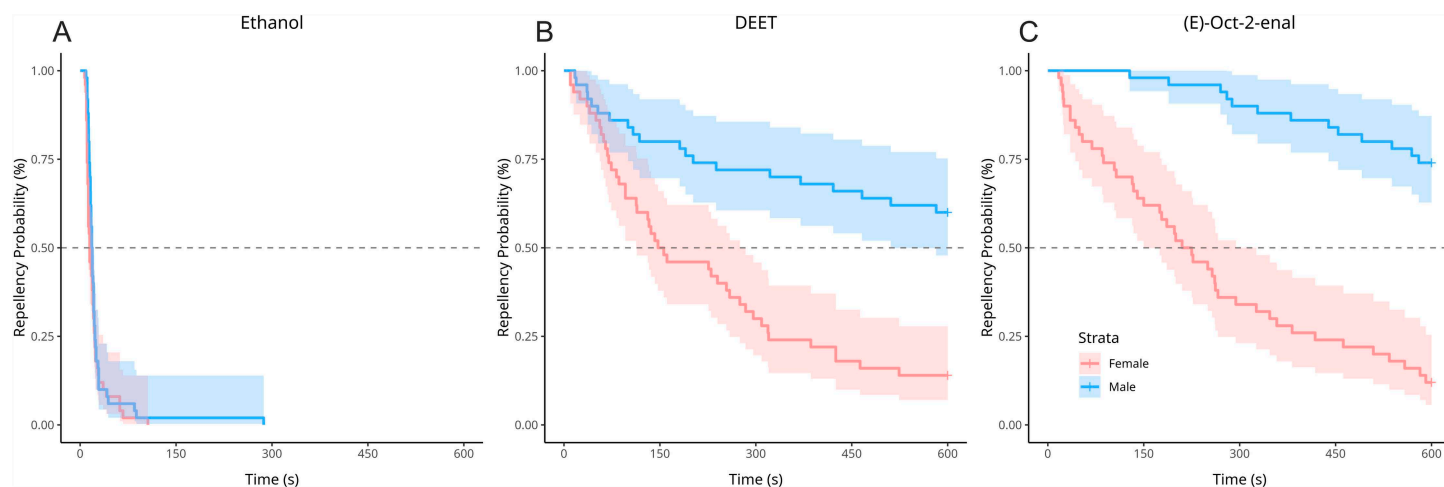 A
Ethanol
1.00
0.75
0.50
0.25
0.00
Repellency Probability (%)
0
150
300
450
600
Time (s)
B
DEET
1.00
0.75
0.50
0.25
0.00
Repellency Probability (%)
0
150
300
450
600
Time (s)
C
(E)-Oct-2-enal
1.00
0.75
0.50
0.25
0.00
Repellency Probability (%)
Strata
Female
Male
0
150
300
450
600
Time (s)